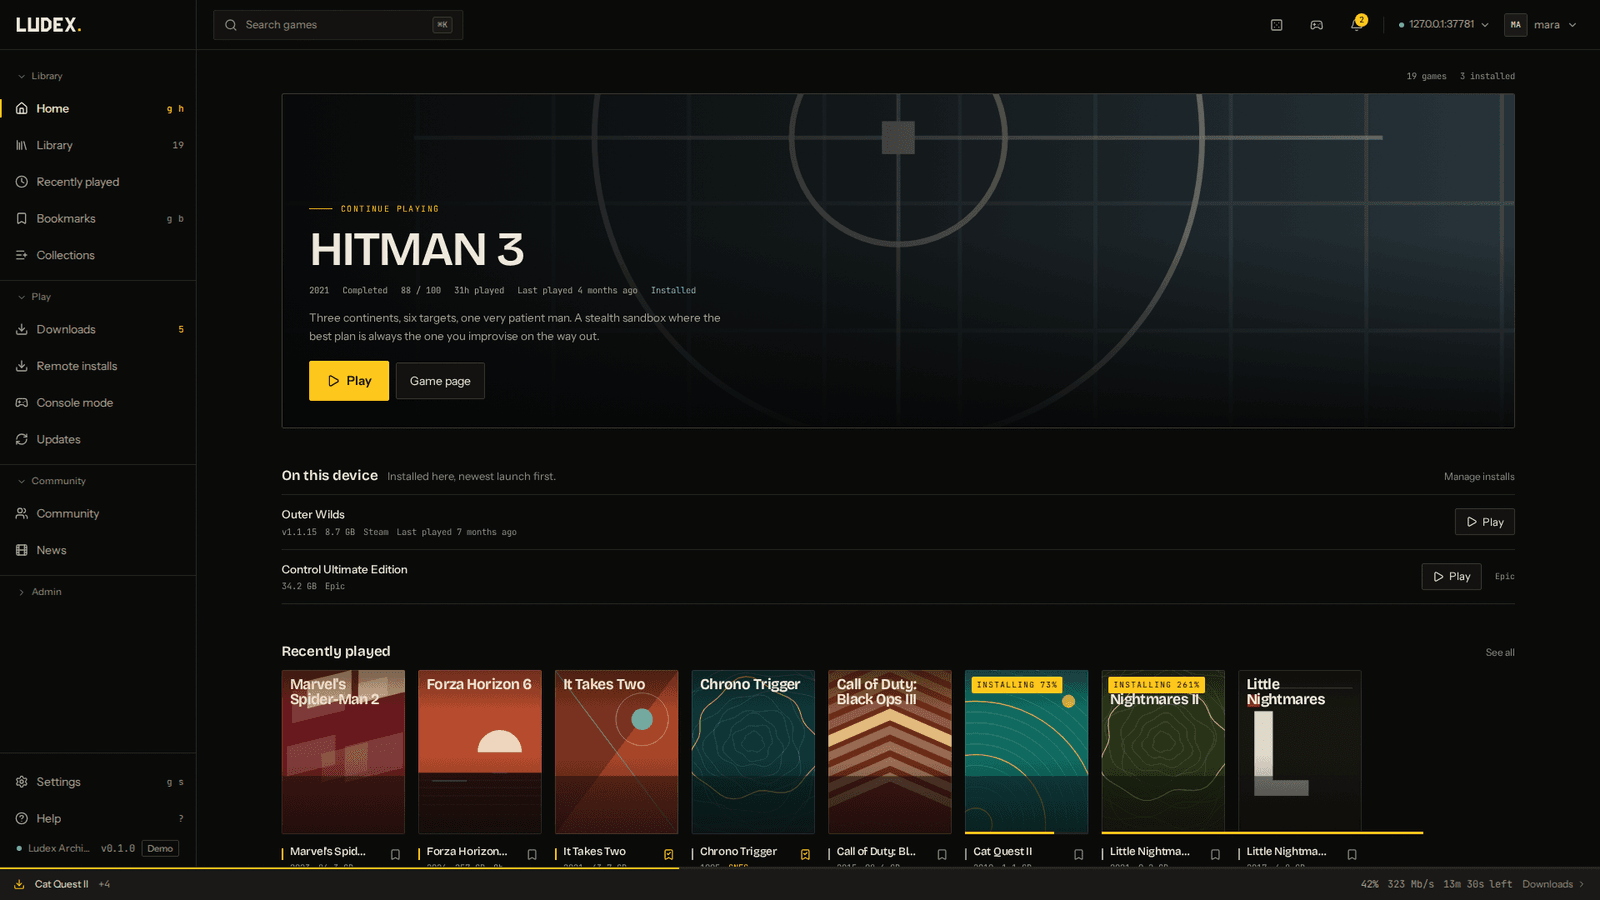 LUDEX.
Search games
⌘K
2
127.0.0.1:37781
MA
mara
Library
Home
g h
Library
19
Recently played
Bookmarks
g b
Collections
Play
Downloads
5
Remote installs
Console mode
Updates
Community
Community
News
Admin
Settings
g s
Help
?
Ludex Archi...
v0.1.0
Demo
19 games 3 installed
CONTINUE PLAYING
HITMAN 3
2021 Completed 88 / 100 31h played Last played 4 months ago Installed
Three continents, six targets, one very patient man. A stealth sandbox where the
best plan is always the one you improvise on the way out.
Play
Game page
On this device Installed here, newest launch first.
Manage installs
Outer Wilds
v1.1.15 8.7 GB Steam Last played 7 months ago
Play
Control Ultimate Edition
34.2 GB Epic
Play
Epic
Recently played
See all
Marvel's
Spider-Man 2
Forza Horizon 6
It Takes Two
Chrono Trigger
Call of Duty:
Black Ops III
INSTALLING 73%
INSTALLING 261%
Nightmares II
Little
Nightmares
Marvel's Spid...
Forza Horizon...
It Takes Two
Chrono Trigger
Call of Duty: Bl...
Cat Quest II
Little Nightma...
Little Nightma...
Cat Quest II +4
42% 323 Mb/s 13m 30s left Downloads